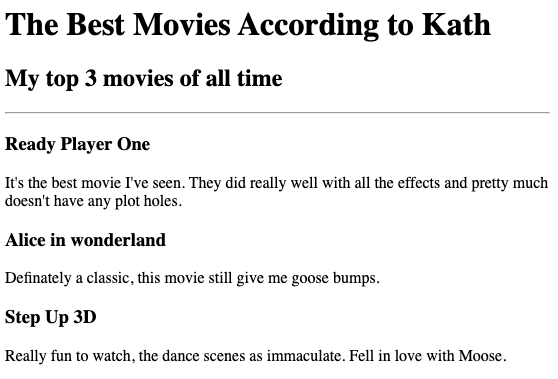 The Best Movies According to Kath
My top 3 movies of all time
Ready Player One
It's the best movie I've seen. They did really well with all the effects and pretty much
doesn't have any plot holes.
Alice in wonderland
Definately a classic, this movie still give me goose bumps.
Step Up 3D
Really fun to watch, the dance scenes as immaculate. Fell in love with Moose.